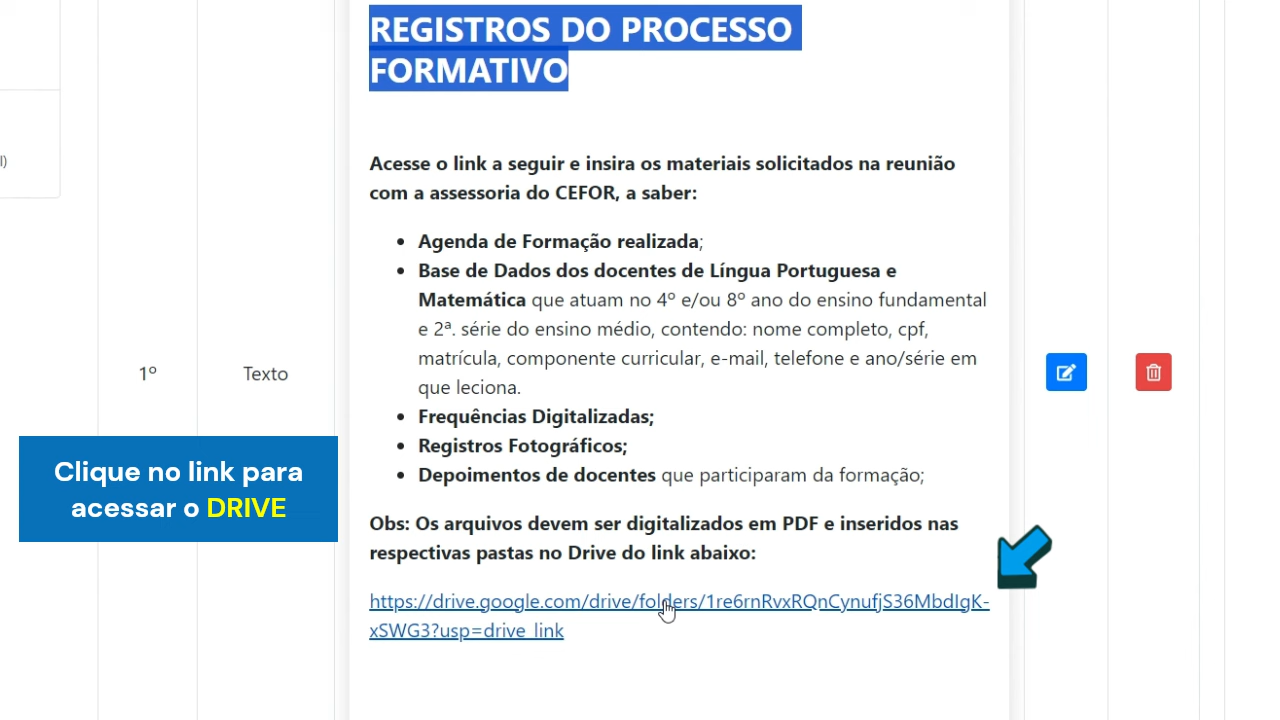 REGISTROS DO PROCESSO
FORMATIVO
Acesse o link a seguir e insira os materiais solicitados na reunião
com a assessoria do CEFOR, a saber:
• Agenda de Formação realizada;
• Base de Dados dos docentes de Língua Portuguesa e
Matemática que atuam no 4º e/ou 8º ano do ensino fundamental
e 2ª. série do ensino médio, contendo: nome completo, cpf,
matrícula, componente curricular, e-mail, telefone e ano/série em
que leciona.
• Frequências Digitalizadas;
• Registros Fotográficos;
• Depoimentos de docentes que participaram da formação;
Obs: Os arquivos devem ser digitalizados em PDF e inseridos nas
respectivas pastas no Drive do link abaixo:
https://drive.google.com/drive/folders/1re6rnRvxRQnCynufjS36MbdIgK-
xSWG3?usp=drive_link
l)
1º
Texto
Clique no link para
acessar o DRIVE